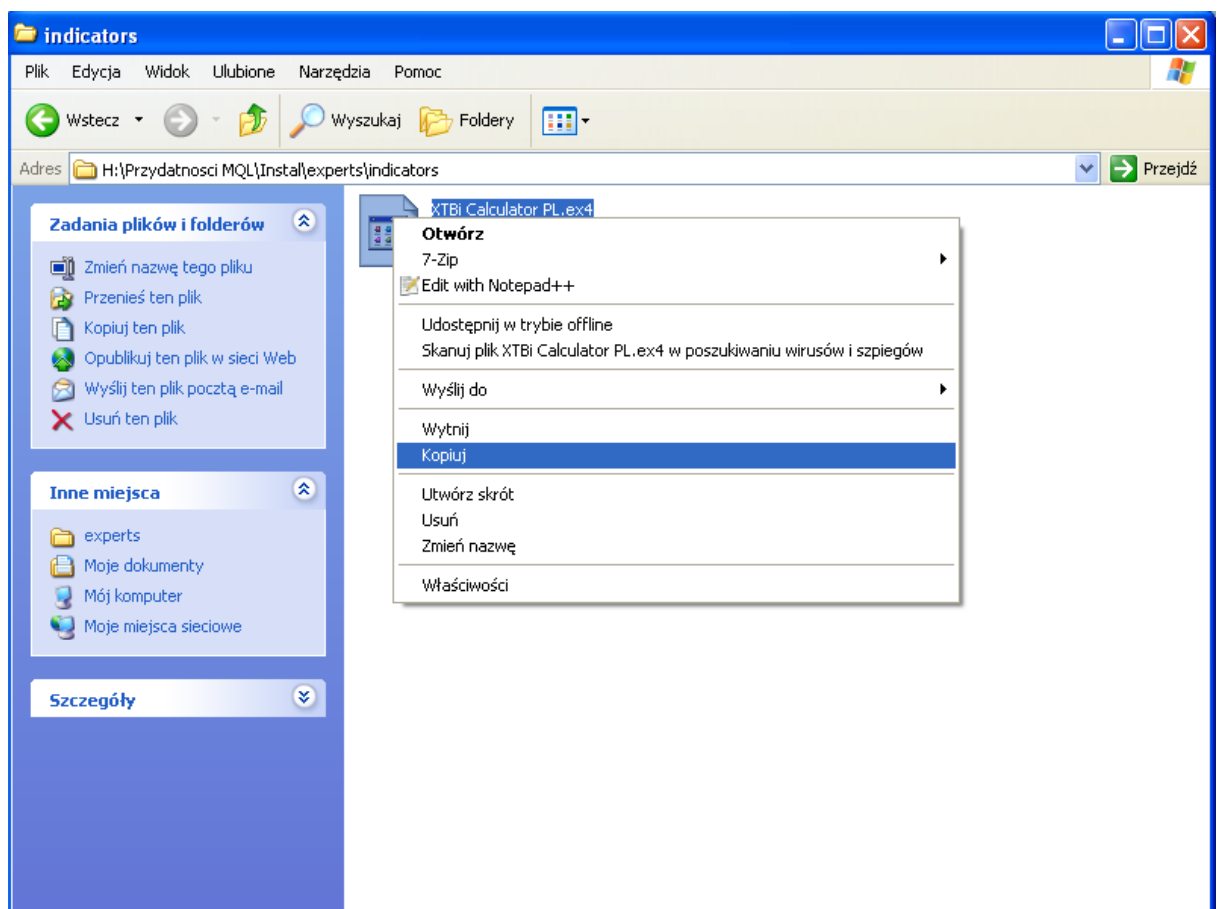 indicators
Plik Edycja Widok Ulubione Narzędzia Pomoc
Wstecz Wyszukaj Foldery
Adres H:\Przydatnosci MQL\Instal\experts\indicators Przejdź
Zadania plików i folderów
Zmień nazwę tego pliku
Przenieś ten plik
Kopiuj ten plik
Opublikuj ten plik w sieci Web
Wyślij ten plik pocztą e-mail
Usuń ten plik
Inne miejsca
experts
Moje dokumenty
Mój komputer
Moje miejsca sieciowe
Szczegóły
XTBi Calculator PL.ex4
Otwórz
7-Zip
Edit with Notepad++
Udostępnij w trybie offline
Skanuj plik XTBi Calculator PL.ex4 w poszukiwaniu wirusów i szpiegów
Wyślij do
Wytnij
Kopiuj
Utwórz skrót
Usuń
Zmień nazwę
Właściwości